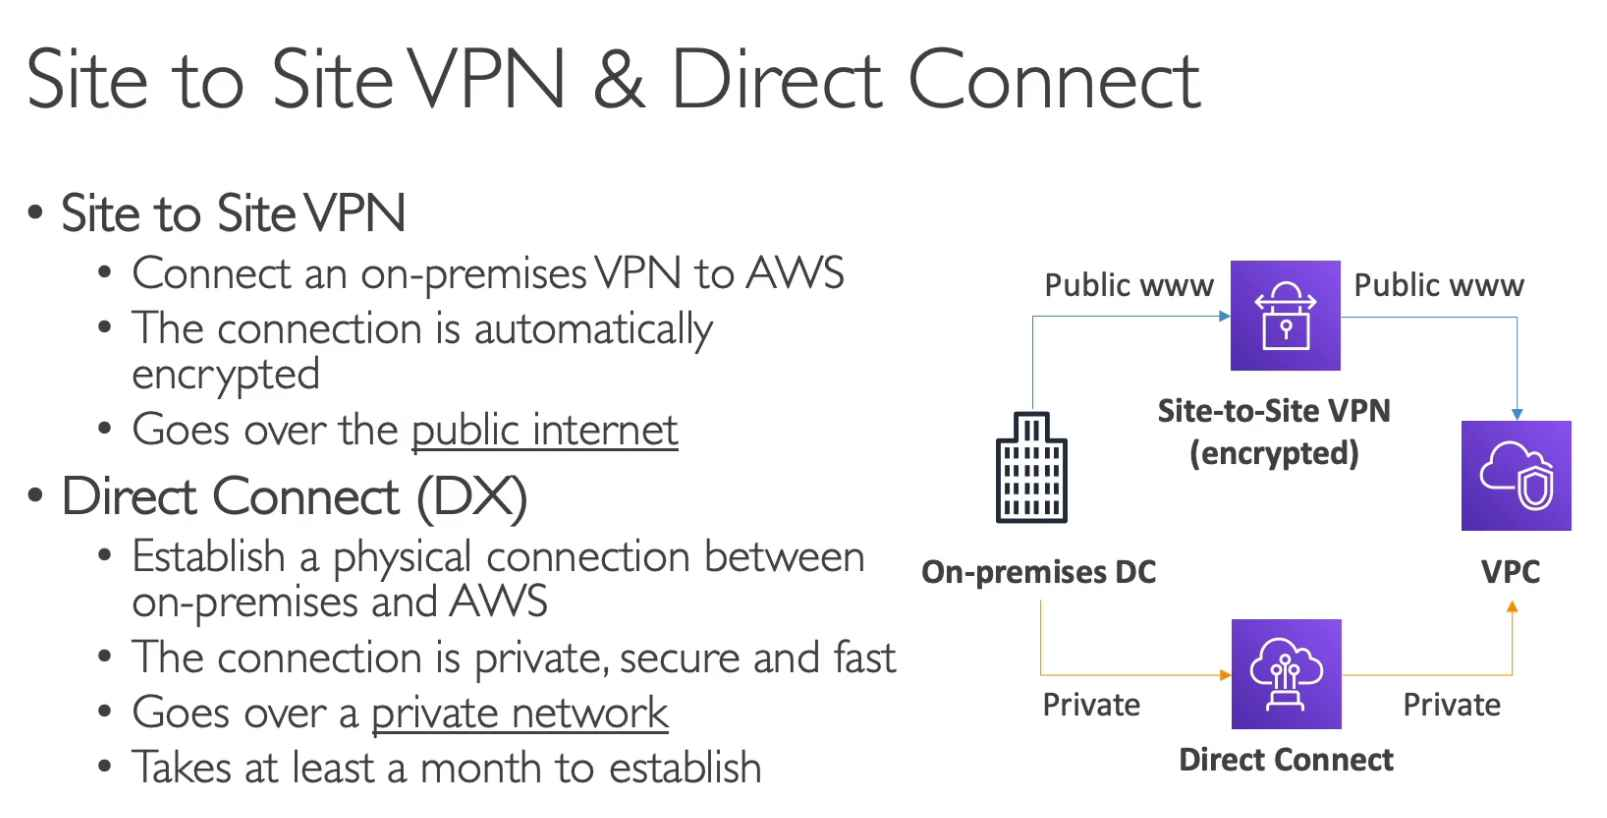 Site to Site VPN & Direct Connect
• Site to Site VPN
• Connect an on-premises VPN to AWS
• The connection is automatically
encrypted
• Goes over the public internet
• Direct Connect (DX)
• Establish a physical connection between
on-premises and AWS
• The connection is private, secure and fast
• Goes over a private network
• Takes at least a month to establish
Public www
Public www
Site-to-Site VPN
(encrypted)
On-premises DC
VPC
Private
Private
Direct Connect